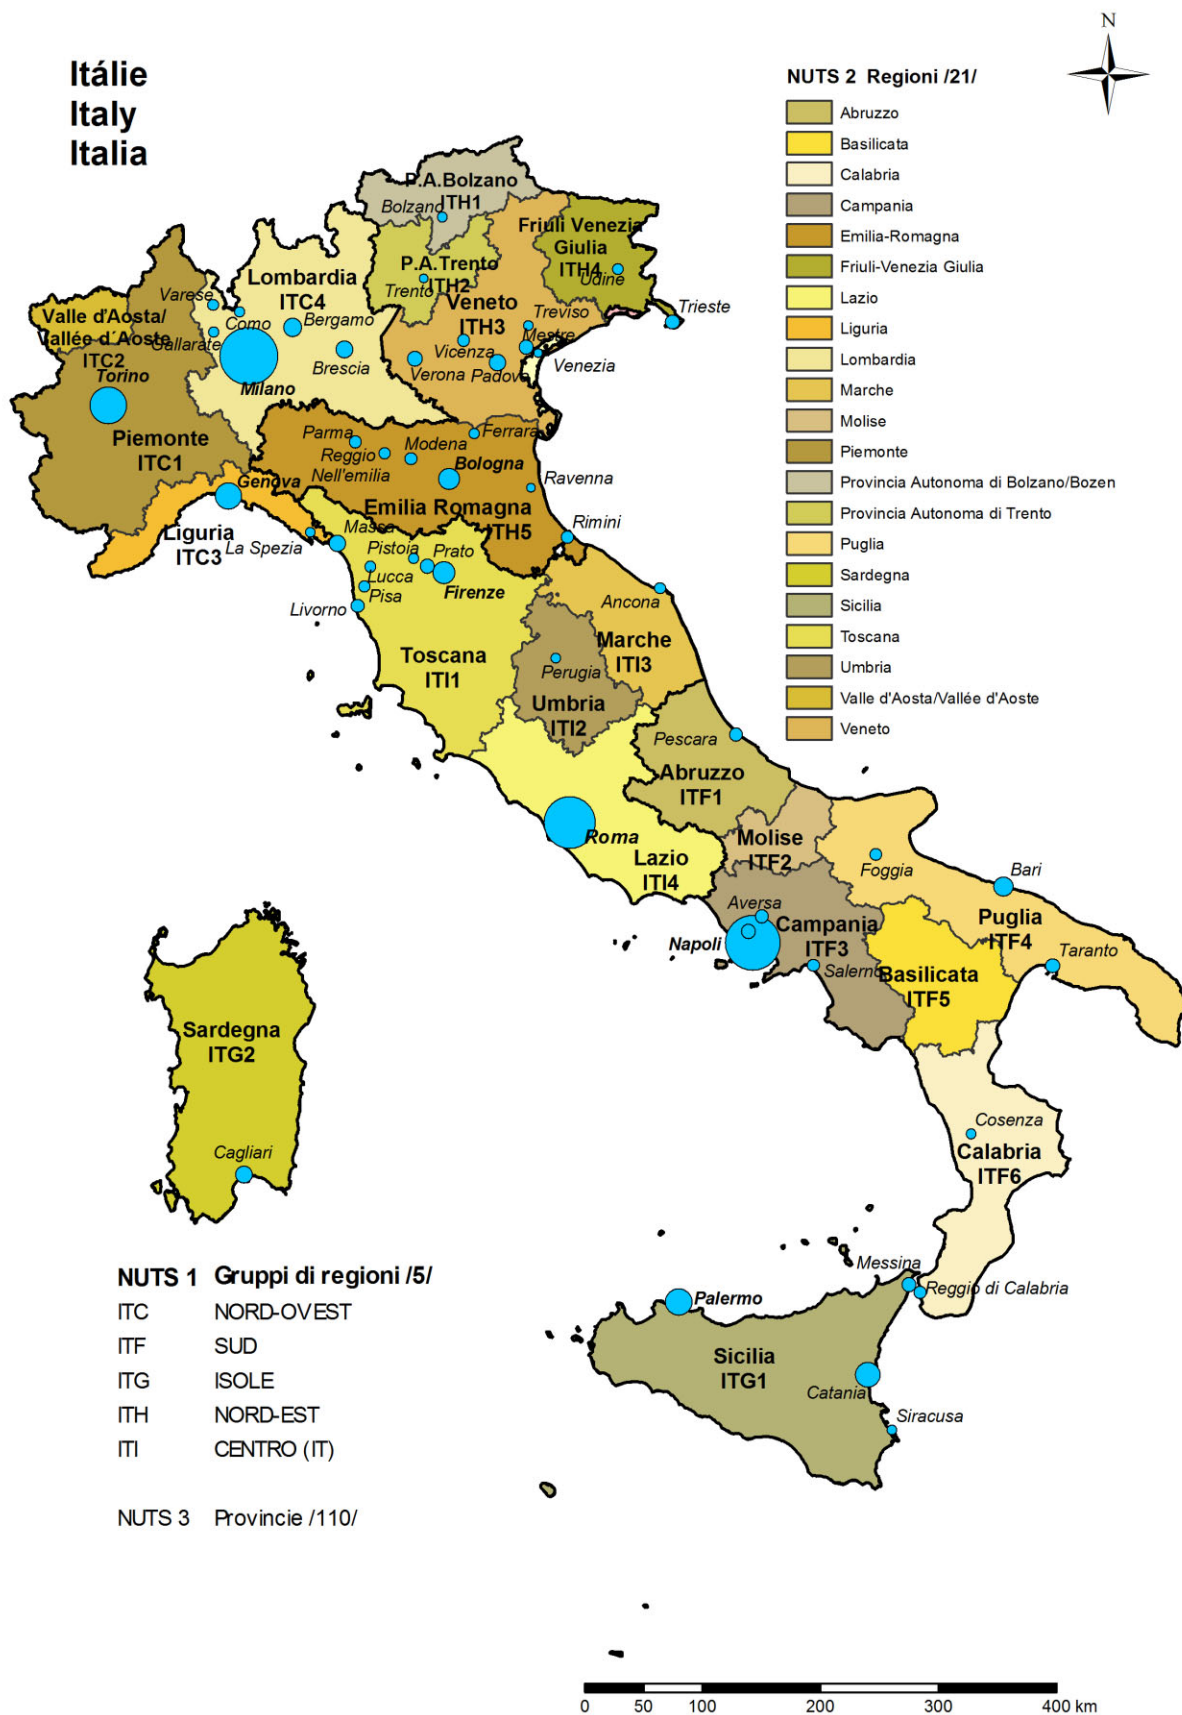 Itálie
Italy
Italia
N
NUTS 2 Regioni /21/
Abruzzo
Basilicata
Calabria
Campania
Emilia-Romagna
Friuli-Venezia Giulia
Lazio
Liguria
Lombardia
Marche
Molise
Piemonte
Provincia Autonoma di Bolzano/Bozen
Provincia Autonoma di Trento
Puglia
Sardegna
Sicilia
Toscana
Umbria
Valle d'Aosta/Vallée d'Aoste
Veneto
P.A.Bolzano
ITH1
Bolzano
Friuli Venezia
Giulia
ITH4
Udine
P.A.Trento
ITH2
Trento
Lombardia
ITC4
Varese
Como
Bergamo
Gallarate
Brescia
Milano
Veneto
ITH3
Treviso
Mestre
Vicenza
Verona
Padova
Venezia
Trieste
Valle d'Aosta/
Vallée d'Aoste
ITC2
Torino
Piemonte
ITC1
Parma
Reggio
Nell'emilia
Modena
Ferrara
Bologna
Ravenna
Emilia Romagna
ITH5
Rimini
Genova
Liguria
ITC3
La Spezia
Massa
Pistoia
Prato
Lucca
Pisa
Firenze
Livorno
Ancona
Marche
ITI3
Toscana
ITI1
Perugia
Umbria
ITI2
Pescara
Abruzzo
ITF1
Roma
Lazio
ITI4
Molise
ITF2
Foggia
Bari
Puglia
ITF4
Taranto
Aversa
Campania
ITF3
Napoli
Salerno
Basilicata
ITF5
Sardegna
ITG2
Cagliari
Cosenza
Calabria
ITF6
Messina
Reggio di Calabria
Palermo
Sicilia
ITG1
Catania
Siracusa
NUTS 1 Gruppi di regioni /5/
ITC NORD-OVEST
ITF SUD
ITG ISOLE
ITH NORD-EST
ITI CENTRO (IT)
NUTS 3 Provincie /110/
0 50 100 200 300 400 km